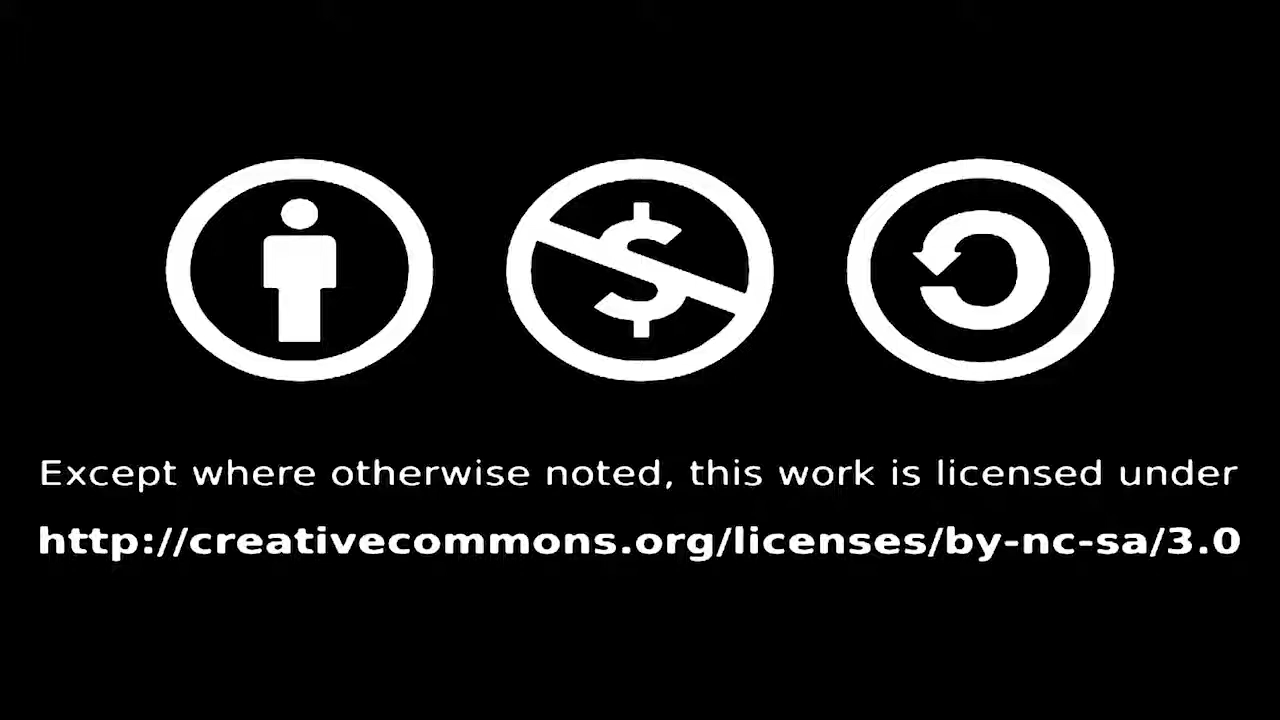 Except where otherwise noted, this work is licensed under
http://creativecommons.org/licenses/by-nc-sa/3.0